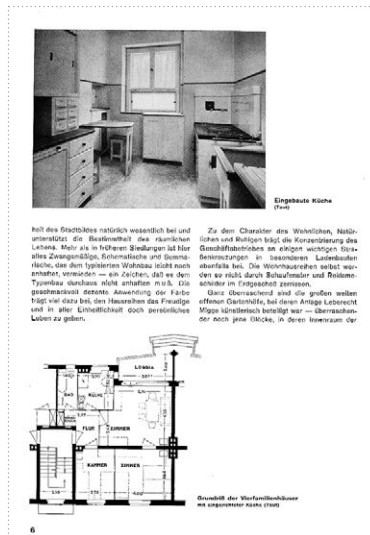 Eingebaute Küche
(Taut)
heit des Stadtbildes natürlich wesentlich bei und
unterstützt die Bestimmtheit des räumlichen
Lebens. Mehr als in früheren Siedlungen ist hier
alles Zwangsmäßige, Schematische und Summa-
rische, das dem typisierten Wohnbau leicht noch
anhaftet, vermieden — ein Zeichen, daß es dem
Typenbau durchaus nicht anhaften muß. Die
geschmackvoll dezente Anwendung der Farbe
trägt viel dazu bei, den Hausreihen das Freudige
und in aller Einheitlichkeit doch persönliches
Leben zu geben.
Zu dem Charakter des Wohnlichen, Natür-
lichen und Ruhigen trägt die Konzentrierung des
Geschäftsbetriebes an einigen wichtigen Stra-
ßenkreuzungen in besonderen Ladenbauten
ebenfalls bei. Die Wohnhausreihen selbst wer-
den so nicht durch Schaufenster und Reklame-
schilder im Erdgeschoß zerrissen.
Ganz überraschend sind die großen weiten
offenen Gartenhöfe, bei deren Anlage Leberecht
Migge künstlerisch beteiligt war — überraschen-
der noch jene Blöcke, in deren Innenraum der
LOGGIA
BAD
KÜCHE
FLUR
ZIMMER
KAMMER
ZIMMER
Grundriß der Vierfamilienhäuser
mit eingerichteter Küche (Taut)
6